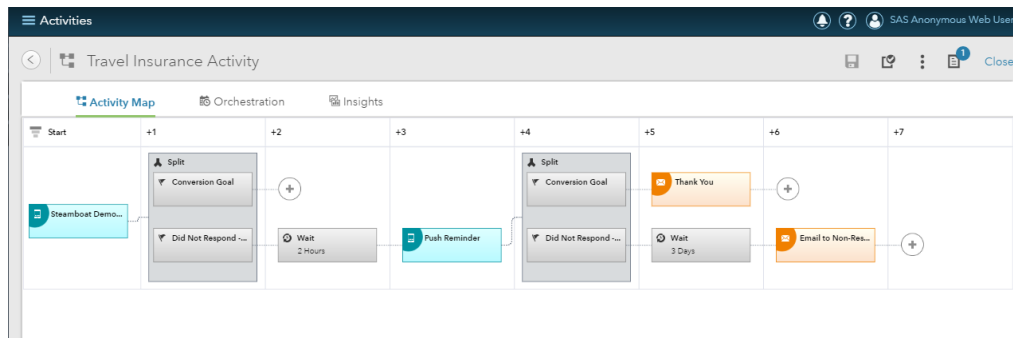 Activities
SAS Anonymous Web User
Travel Insurance Activity
1
Close
Activity Map
Orchestration
Insights
Start
+1
+2
+3
+4
+5
+6
+7
Split
Conversion Goal
Split
Conversion Goal
Thank You
Steamboat Demo...
Did Not Respond -...
Wait
2 Hours
Push Reminder
Did Not Respond -...
Wait
3 Days
Email to Non-Res...